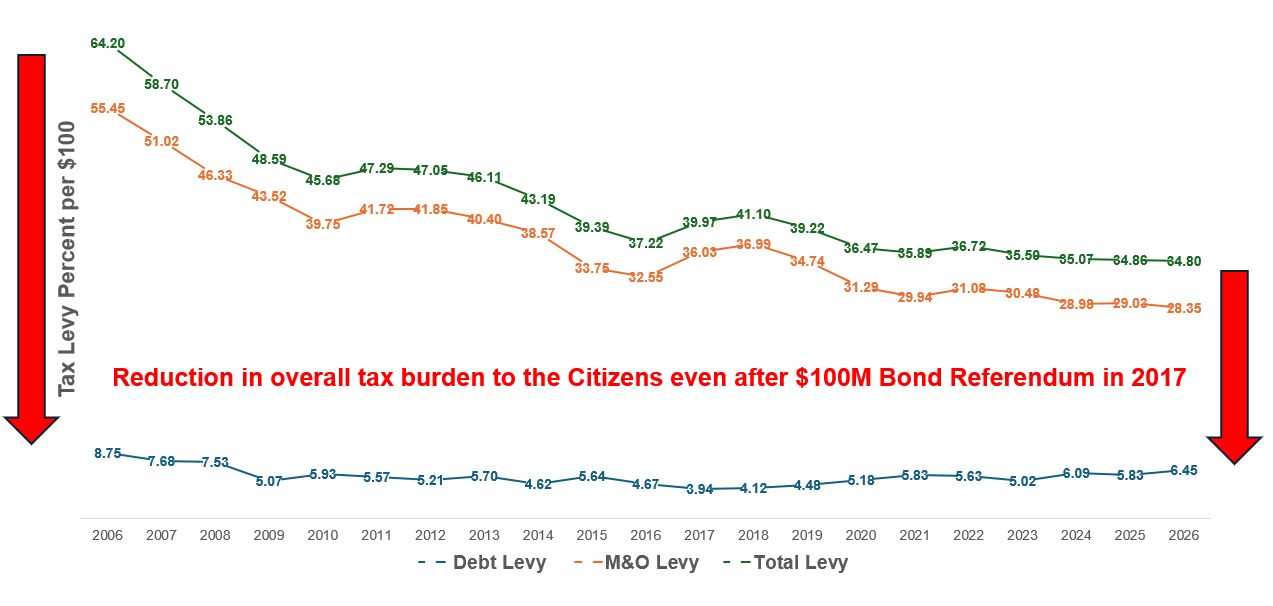 Tax Levy Percent per $100
64.20 58.70 53.86 48.59 45.68 47.29 47.05 46.11 43.19 39.39 37.22 39.97 41.10 39.22 36.47 35.89 36.72 35.50 35.07 34.86 34.80
55.45 51.02 46.33 43.52 39.75 41.72 41.85 40.40 38.57 33.75 32.55 36.03 36.99 34.74 31.29 29.94 31.08 30.48 28.98 29.03 28.35
Reduction in overall tax burden to the Citizens even after $100M Bond Referendum in 2017
8.75 7.68 7.53 5.07 5.93 5.57 5.21 5.70 4.62 5.64 4.67 3.94 4.12 4.48 5.18 5.83 5.63 5.02 6.09 5.83 6.45
2006 2007 2008 2009 2010 2011 2012 2013 2014 2015 2016 2017 2018 2019 2020 2021 2022 2023 2024 2025 2026
Debt Levy M&O Levy Total Levy